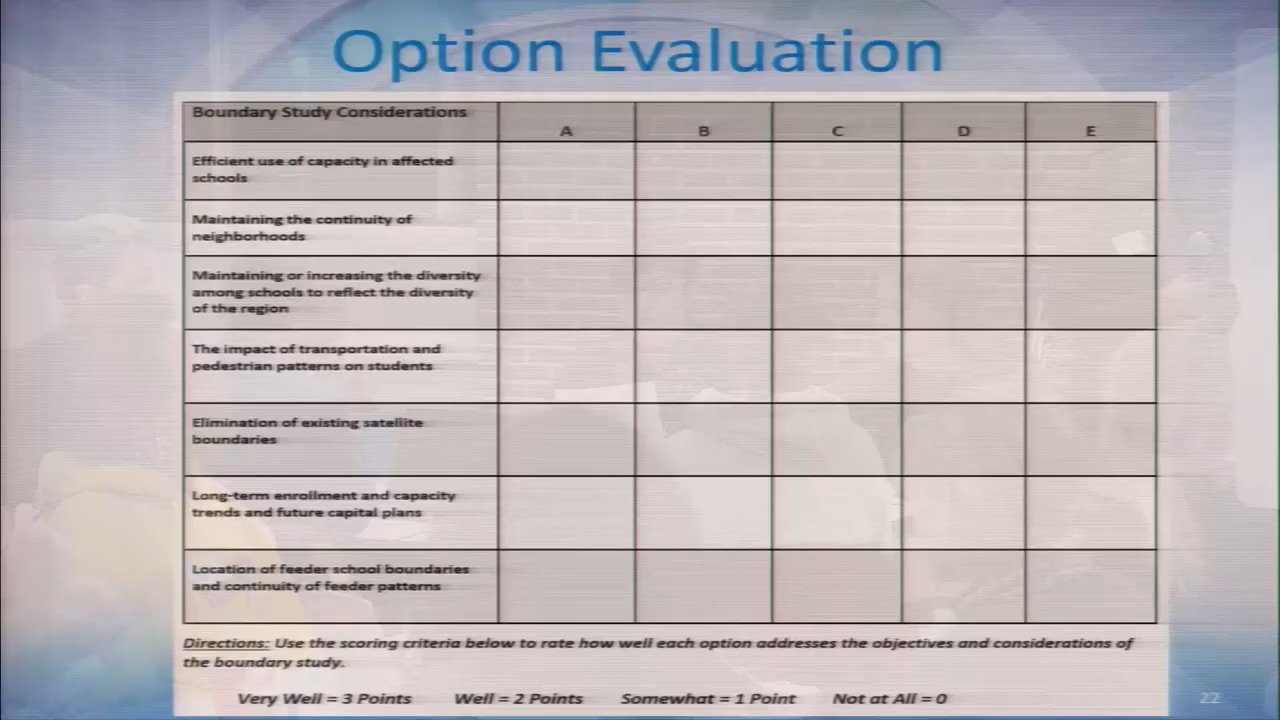 Option Evaluation
Boundary Study Considerations
A B C D E
Efficient use of capacity in affected
schools
Maintaining the continuity of
neighborhoods
Maintaining or increasing the diversity
among schools to reflect the diversity
of the region
The impact of transportation and
pedestrian patterns on students
Elimination of existing satellite
boundaries
Long-term enrollment and capacity
trends and future capital plans
Location of feeder school boundaries
and continuity of feeder patterns
Directions: Use the scoring criteria below to rate how well each option addresses the objectives and considerations of
the boundary study.
Very Well = 3 Points Well = 2 Points Somewhat = 1 Point Not at All = 0
22